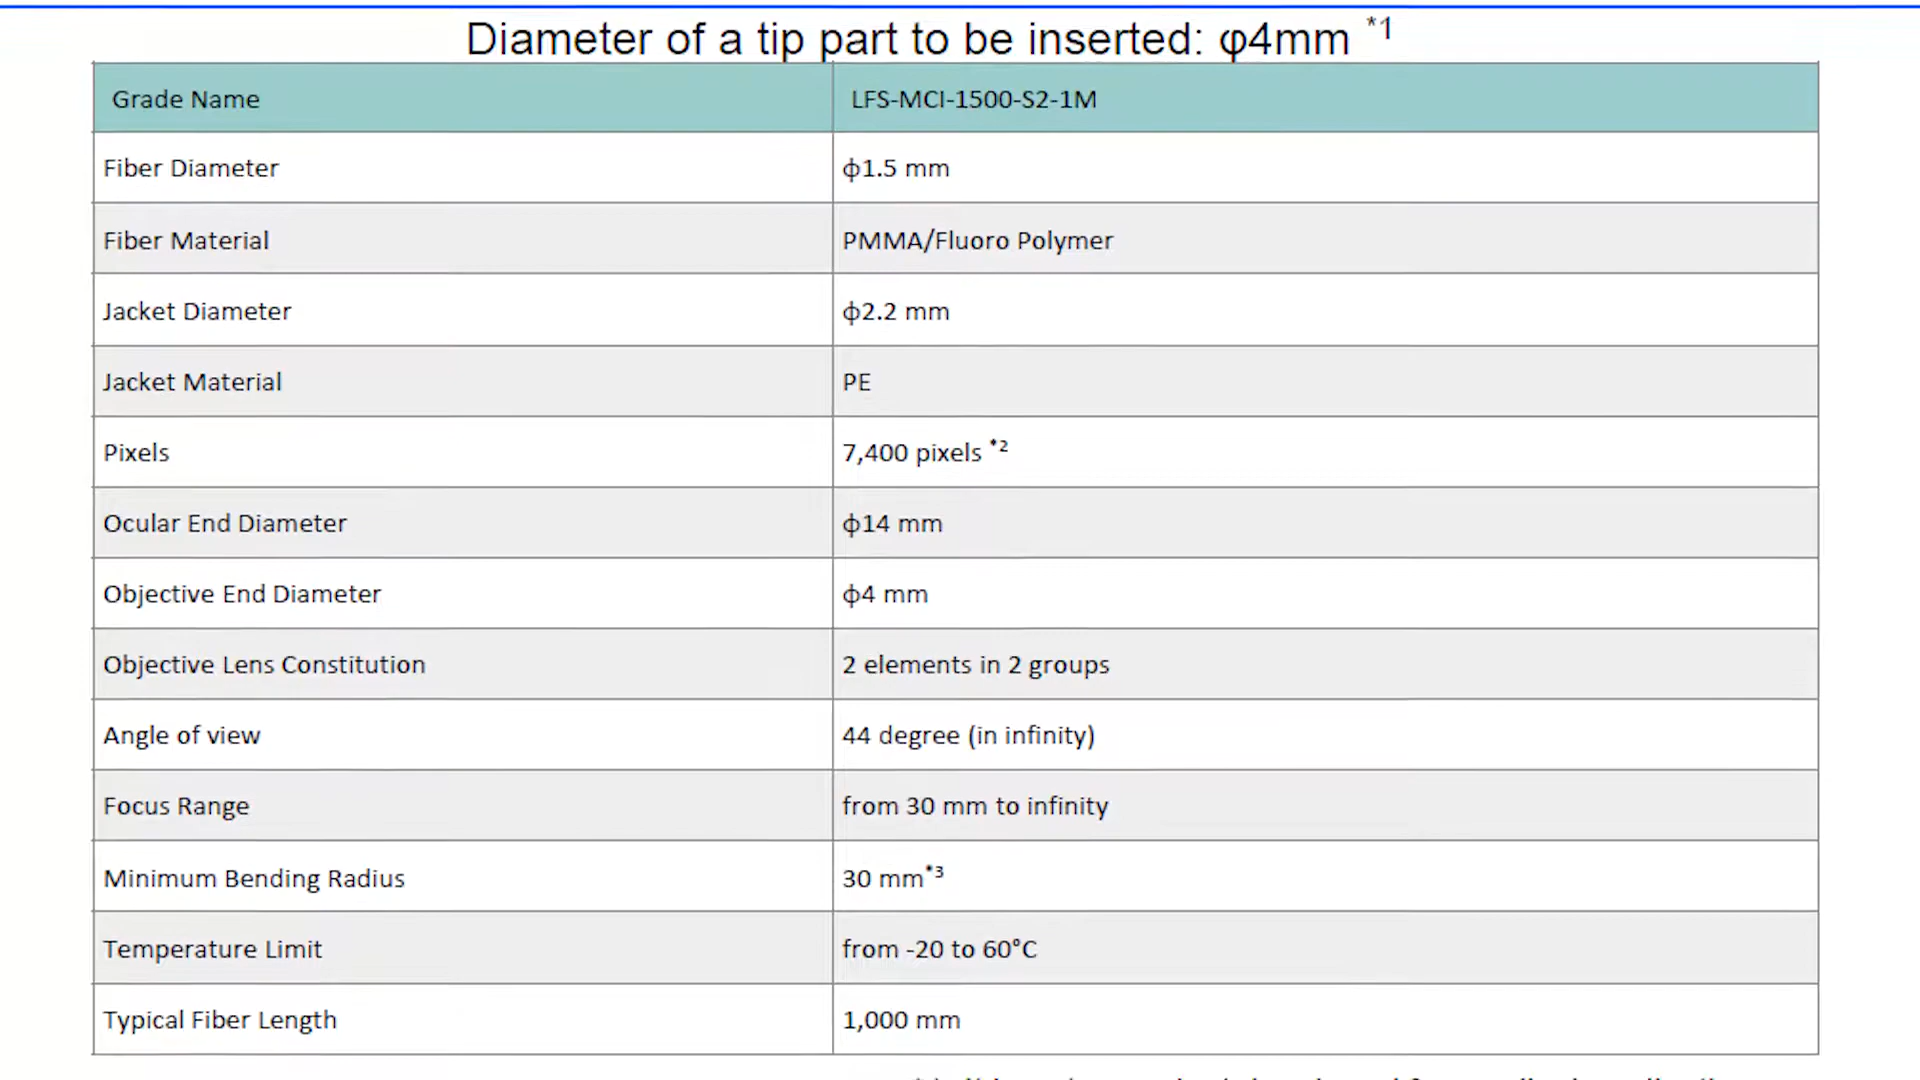 Diameter of a tip part to be inserted: φ4mm *1
Grade Name LFS-MCI-1500-S2-1M
Fiber Diameter ϕ1.5 mm
Fiber Material PMMA/Fluoro Polymer
Jacket Diameter ϕ2.2 mm
Jacket Material PE
Pixels 7,400 pixels *2
Ocular End Diameter ϕ14 mm
Objective End Diameter ϕ4 mm
Objective Lens Constitution 2 elements in 2 groups
Angle of view 44 degree (in infinity)
Focus Range from 30 mm to infinity
Minimum Bending Radius 30 mm*3
Temperature Limit from -20 to 60°C
Typical Fiber Length 1,000 mm